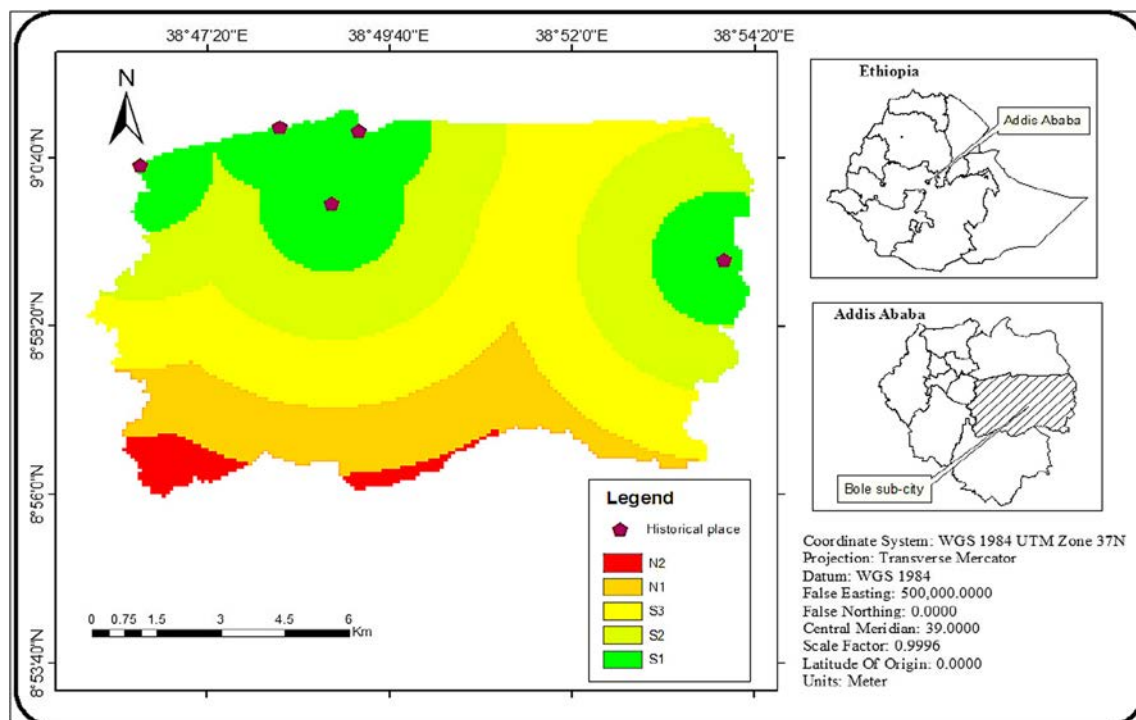 38°47'20"E 38°49'40"E 38°52'0"E 38°54'20"E
N
9°0'40"N
8°58'20"N
8°56'0"N
8°53'40"N
0 0.75 1.5 3 4.5 6
Km
Legend
Historical place
N2
N1
S3
S2
S1
Ethiopia
Addis Ababa
Addis Ababa
Bole sub-city
Coordinate System: WGS 1984 UTM Zone 37N
Projection: Transverse Mercator
Datum: WGS 1984
False Easting: 500,000.0000
False Northing: 0.0000
Central Meridian: 39.0000
Scale Factor: 0.9996
Latitude Of Origin: 0.0000
Units: Meter